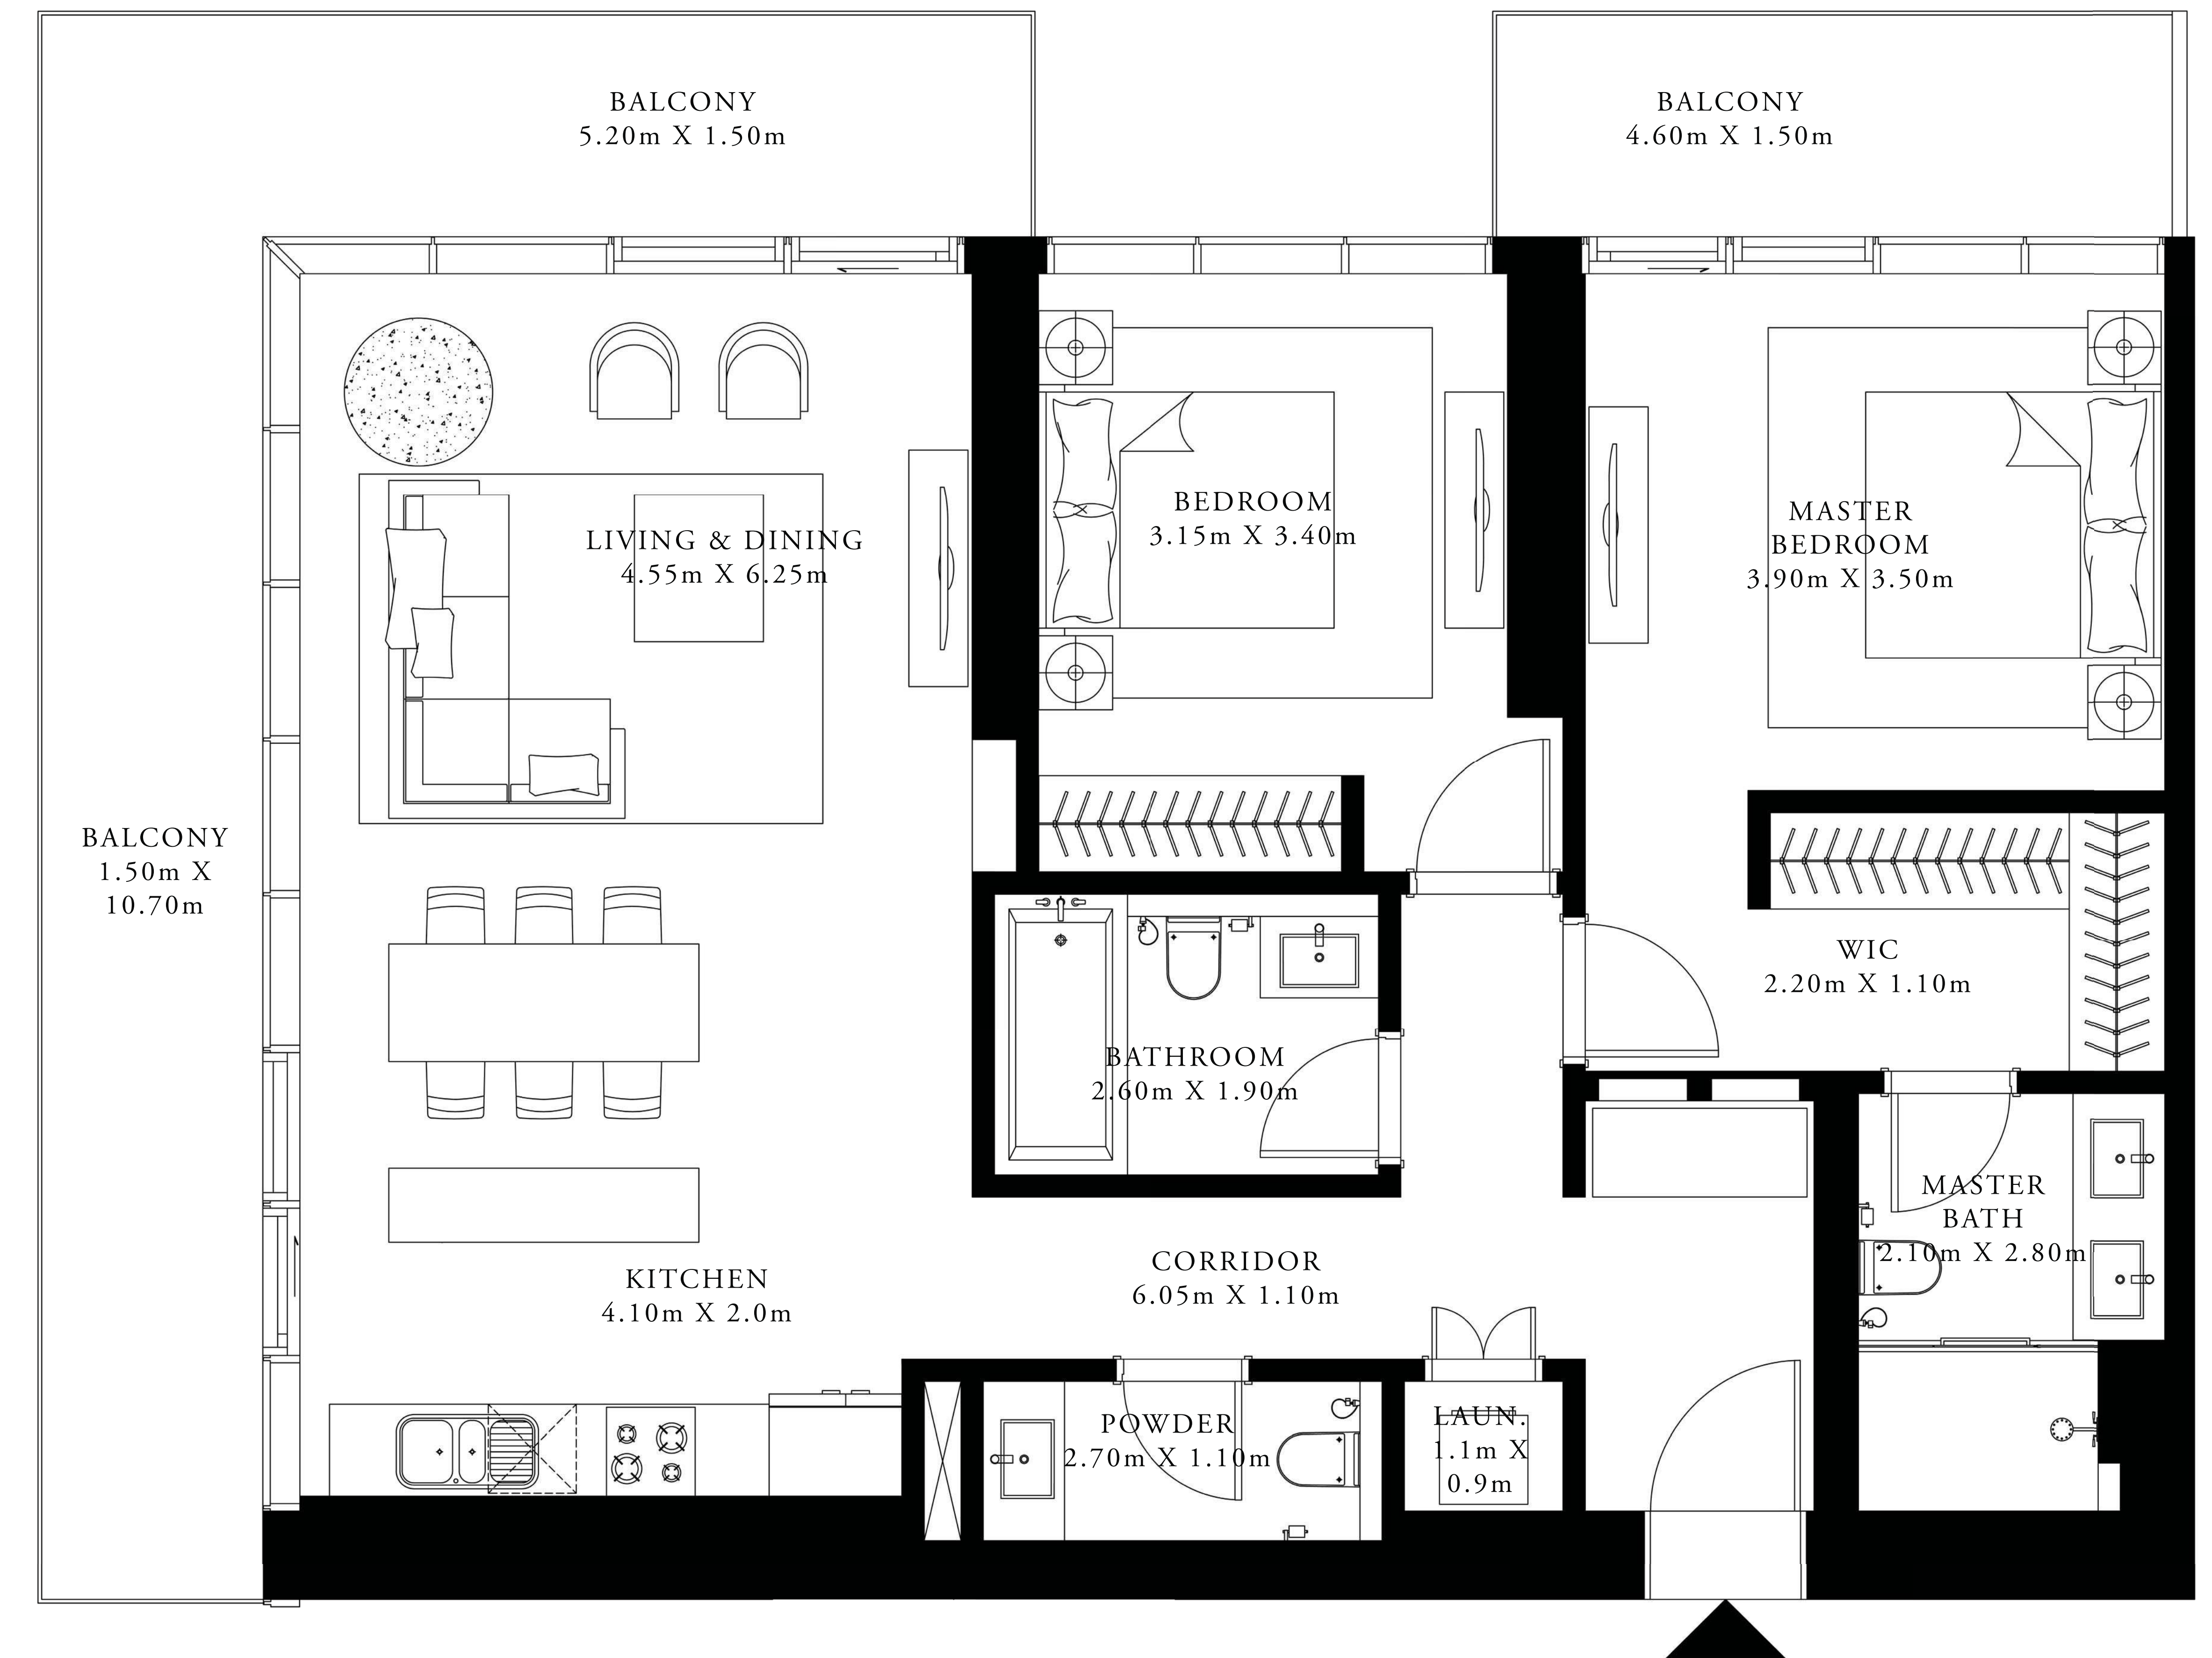 BALCONY
5.20m X 1.50m
BALCONY
4.60m X 1.50m
LIVING & DINING
4.55m X 6.25m
BEDROOM
3.15m X 3.40m
MASTER
BEDROOM
3.90m X 3.50m
BALCONY
1.50m X
10.70m
WIC
2.20m X 1.10m
BATHROOM
2.60m X 1.90m
MASTER
BATH
2.10m X 2.80m
KITCHEN
4.10m X 2.0m
CORRIDOR
6.05m X 1.10m
POWDER
2.70m X 1.10m
LAUN.
1.1m X
0.9m